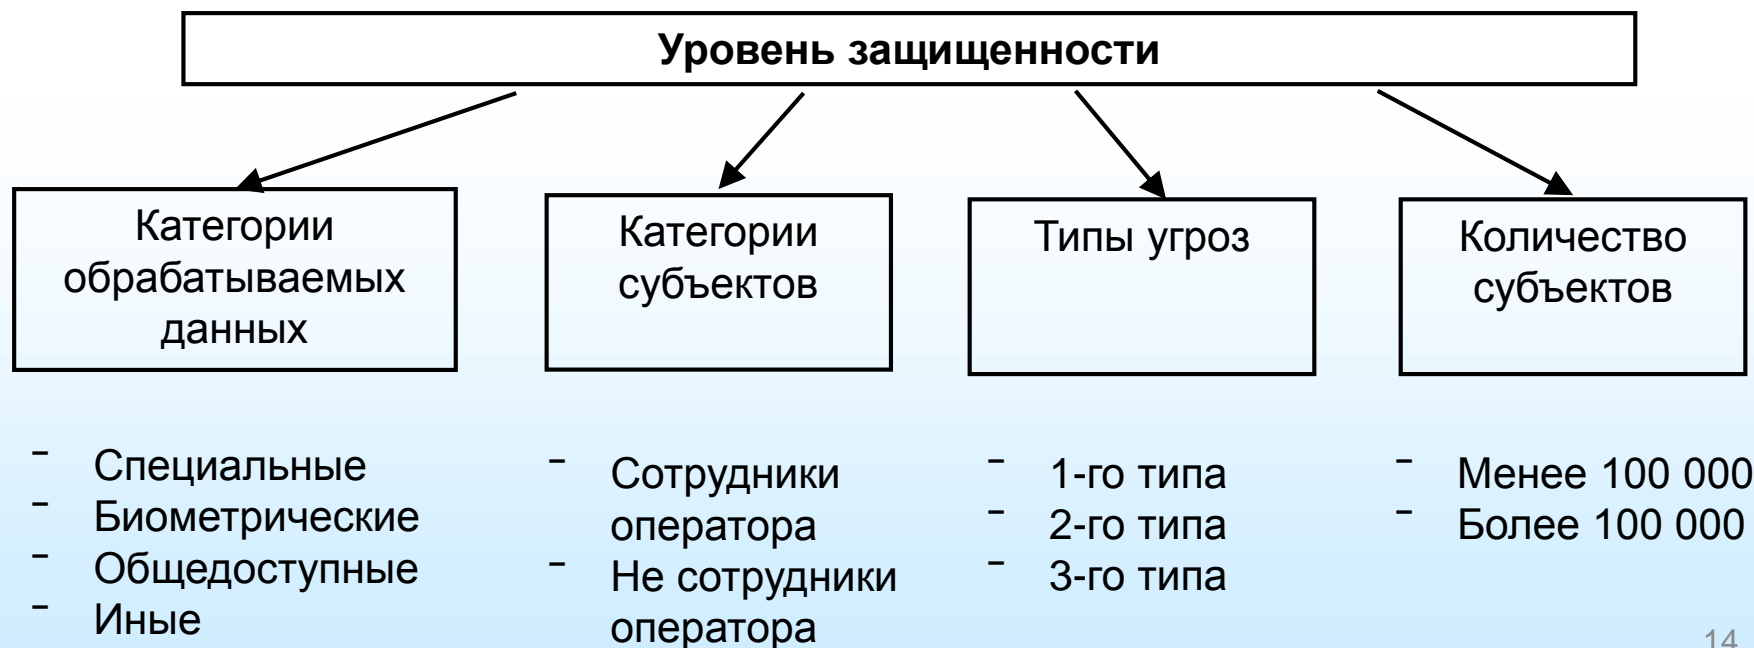 Уровень защищенности
Категории
обрабатываемых
данных
Категории
субъектов
Типы угроз
Количество
субъектов
- Специальные
- Биометрические
- Общедоступные
- Иные
- Сотрудники
оператора
- Не сотрудники
оператора
- 1-го типа
- 2-го типа
- 3-го типа
- Менее 100 000
- Более 100 000
14